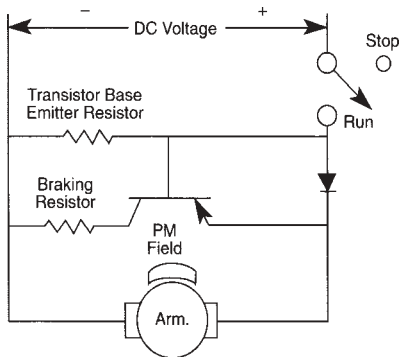 − +
DC Voltage
Stop
Transistor Base
Emitter Resistor
Run
Braking
Resistor
PM
Field
Arm.